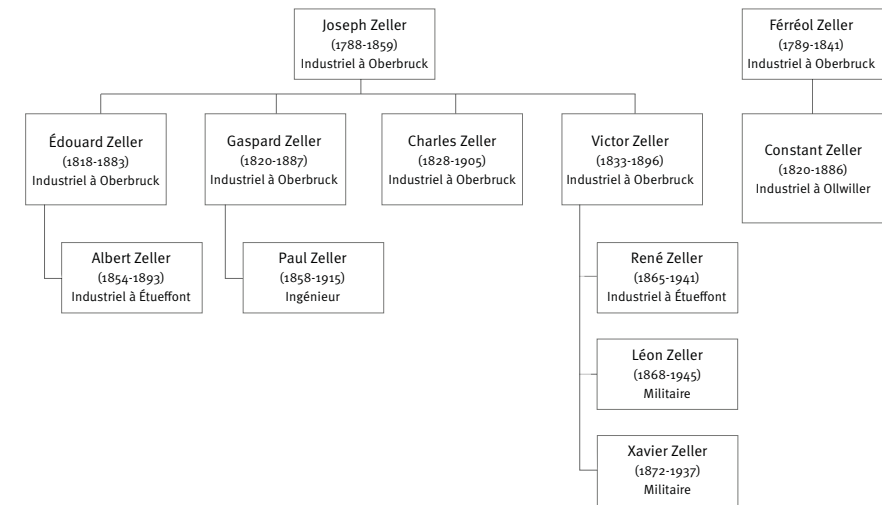 Joseph Zeller
(1788-1859)
Industriel à Oberbruck
Férréol Zeller
(1789-1841)
Industriel à Oberbruck
Édouard Zeller
(1818-1883)
Industriel à Oberbruck
Gaspard Zeller
(1820-1887)
Industriel à Oberbruck
Charles Zeller
(1828-1905)
Industriel à Oberbruck
Victor Zeller
(1833-1896)
Industriel à Oberbruck
Constant Zeller
(1820-1886)
Industriel à Ollwiller
Albert Zeller
(1854-1893)
Industriel à Étueffont
Paul Zeller
(1858-1915)
Ingénieur
René Zeller
(1865-1941)
Industriel à Étueffont
Léon Zeller
(1868-1945)
Militaire
Xavier Zeller
(1872-1937)
Militaire